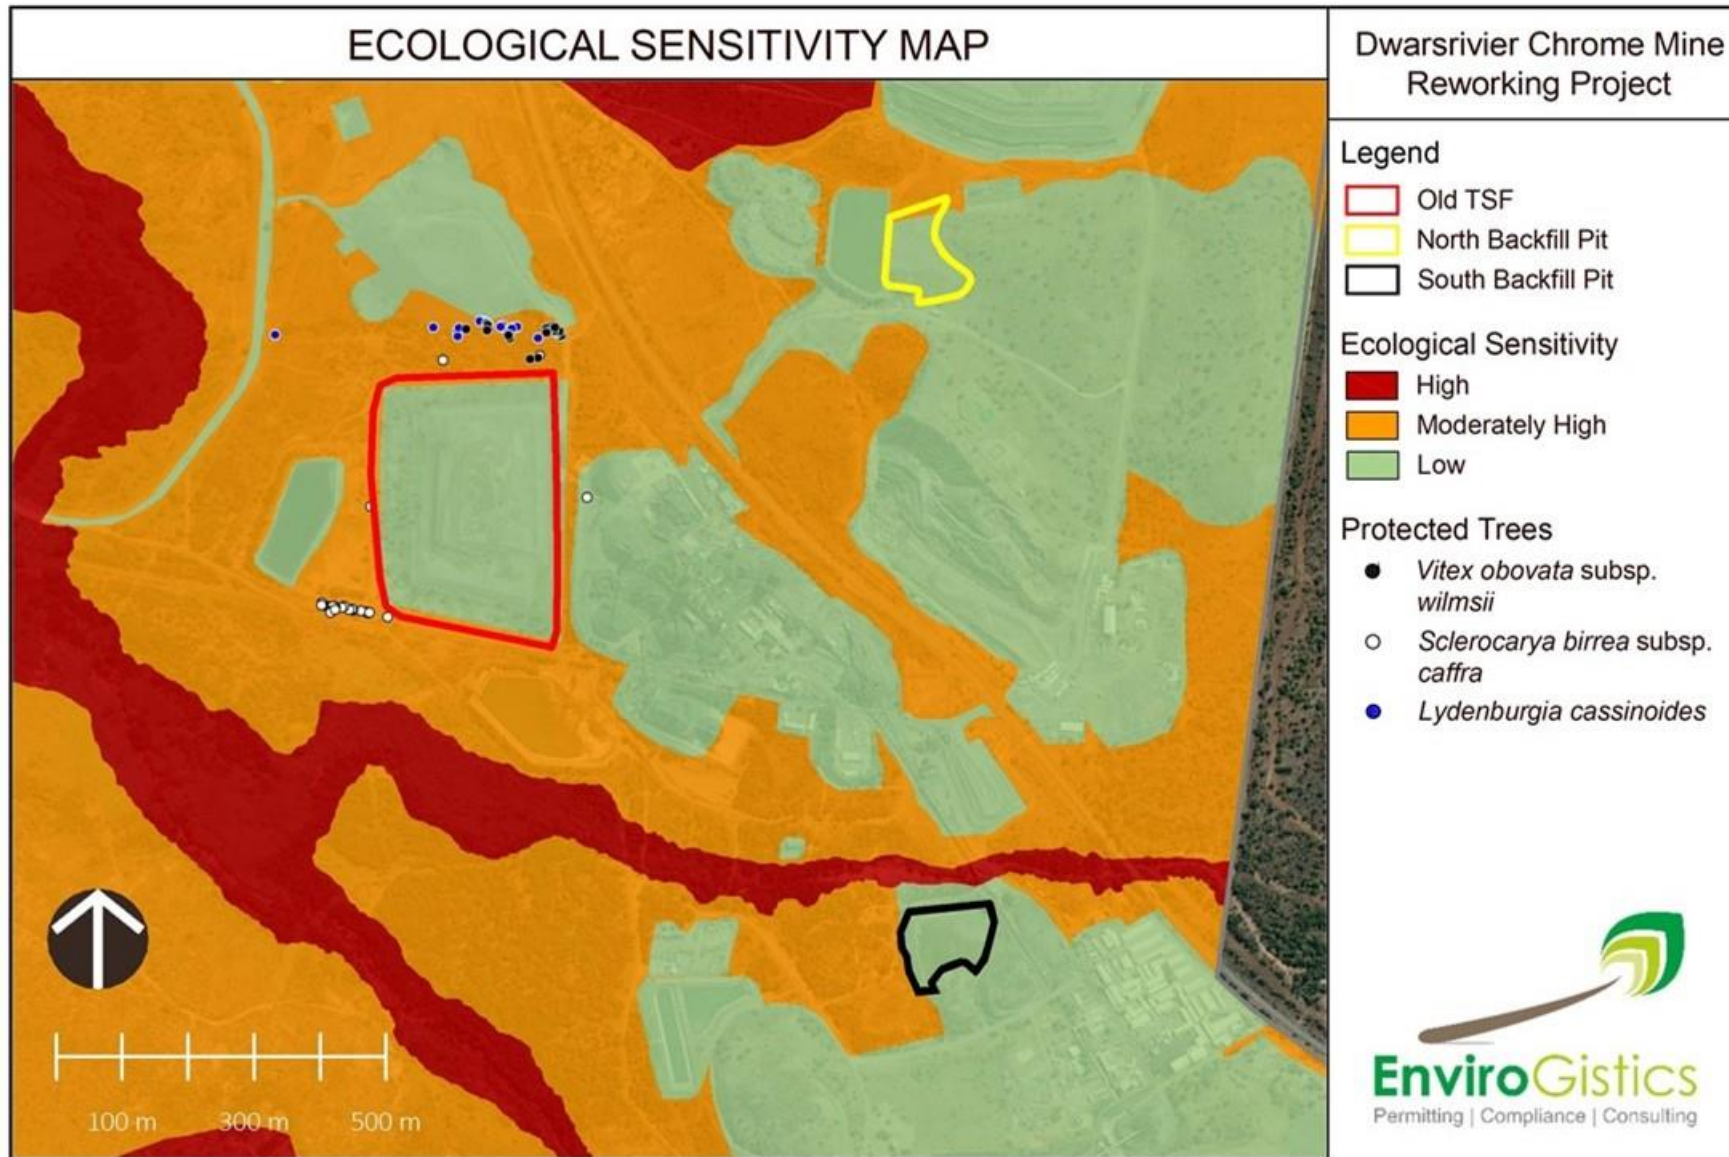 ECOLOGICAL SENSITIVITY MAP
Dwarsrivier Chrome Mine
Reworking Project
Legend
Old TSF
North Backfill Pit
South Backfill Pit
Ecological Sensitivity
High
Moderately High
Low
Protected Trees
Vitex obovata subsp.
wilmsii
Sclerocarya birrea subsp.
caffra
Lydenburgia cassinoides
100 m 300 m 500 m
EnviroGistics
Permitting | Compliance | Consulting